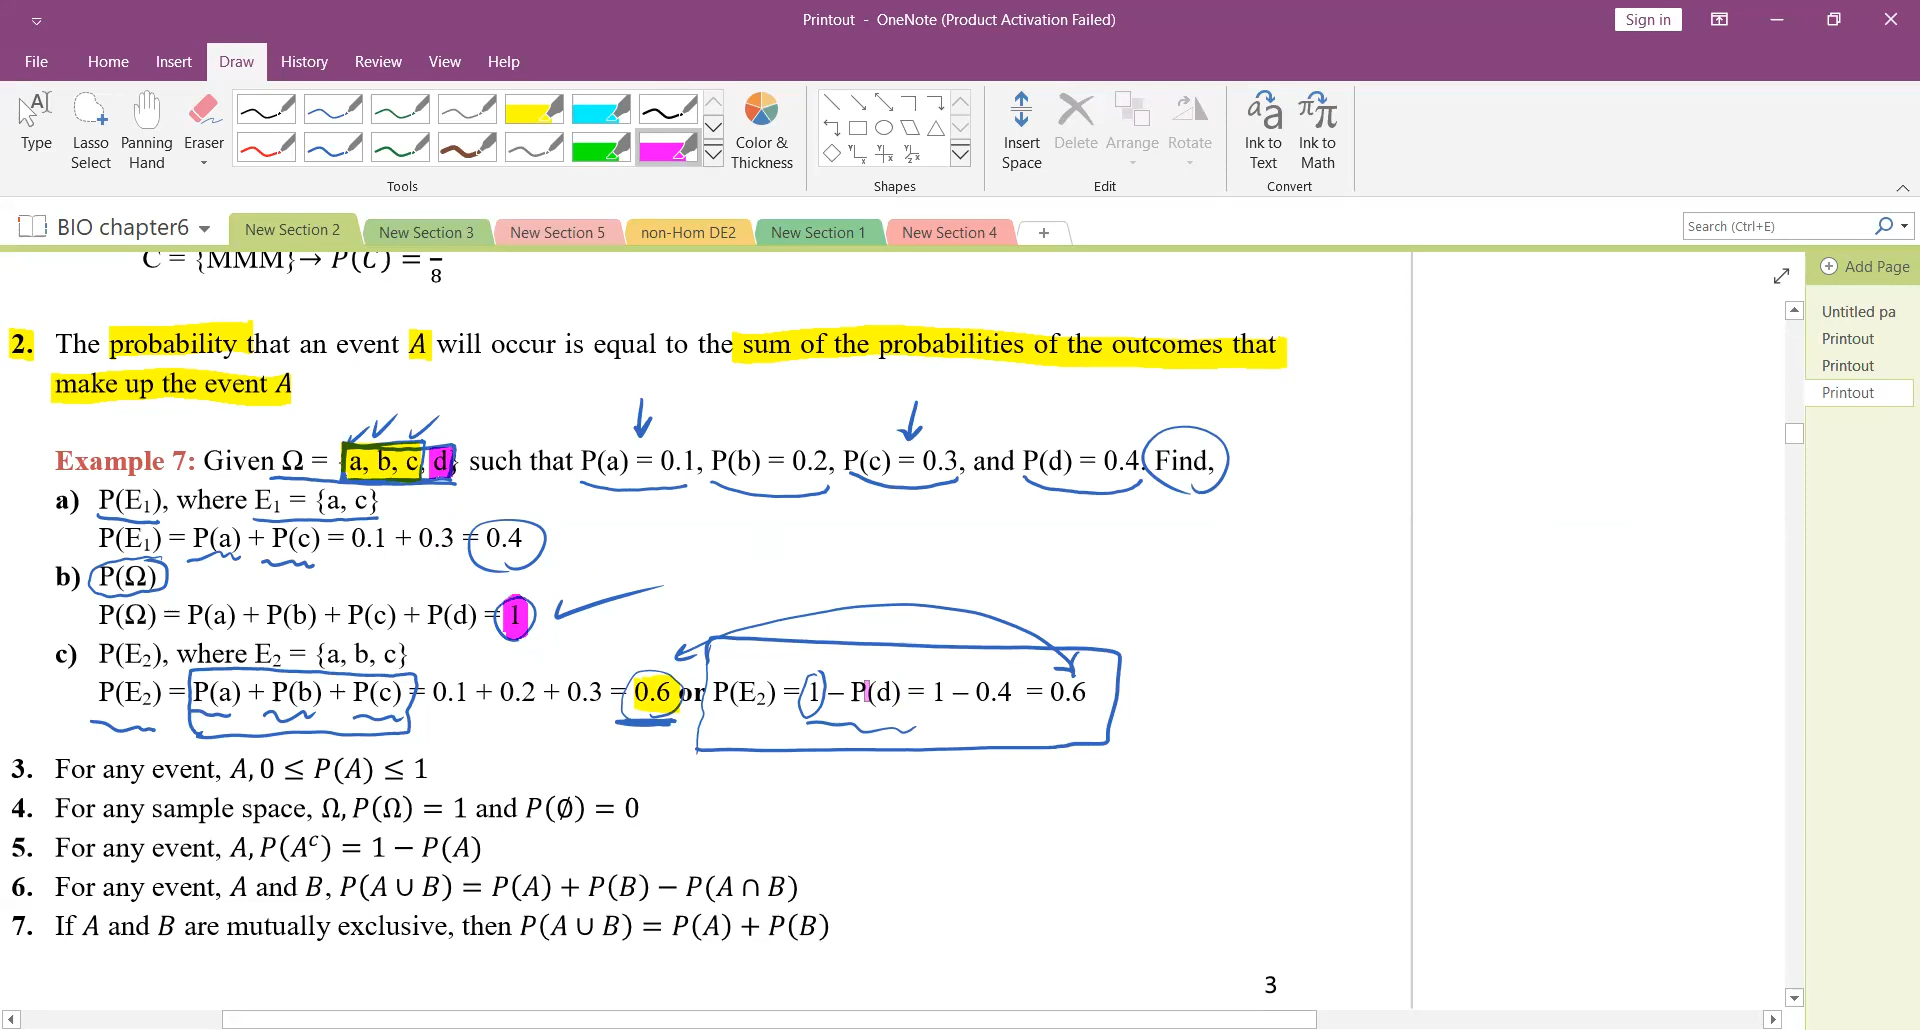 Printout - OneNote (Product Activation Failed)
Sign in
File Home Insert Draw History Review View Help
Type
Lasso Select
Panning Hand
Eraser
Color & Thickness
Insert Space
Delete
Arrange
Rotate
Ink to Text
Ink to Math
Tools
Shapes
Edit
Convert
BIO chapter6
New Section 2
New Section 3
New Section 5
non-Hom DE2
New Section 1
New Section 4
+
Search (Ctrl+E)
Add Page
Untitled pa
Printout
Printout
Printout
C = {MMM}→ P(C) = –/8
2. The probability that an event A will occur is equal to the sum of the probabilities of the outcomes that
make up the event A
Example 7: Given Ω = {a, b, c, d} such that P(a) = 0.1, P(b) = 0.2, P(c) = 0.3, and P(d) = 0.4. Find,
a) P(E₁), where E₁ = {a, c}
P(E₁) = P(a) + P(c) = 0.1 + 0.3 = 0.4
b) P(Ω)
P(Ω) = P(a) + P(b) + P(c) + P(d) = 1
c) P(E₂), where E₂ = {a, b, c}
P(E₂) = P(a) + P(b) + P(c) = 0.1 + 0.2 + 0.3 = 0.6 or P(E₂) = 1 – P(d) = 1 – 0.4 = 0.6
3. For any event, A, 0 ≤ P(A) ≤ 1
4. For any sample space, Ω, P(Ω) = 1 and P(∅) = 0
5. For any event, A, P(Aᶜ) = 1 − P(A)
6. For any event, A and B, P(A ∪ B) = P(A) + P(B) − P(A ∩ B)
7. If A and B are mutually exclusive, then P(A ∪ B) = P(A) + P(B)
3